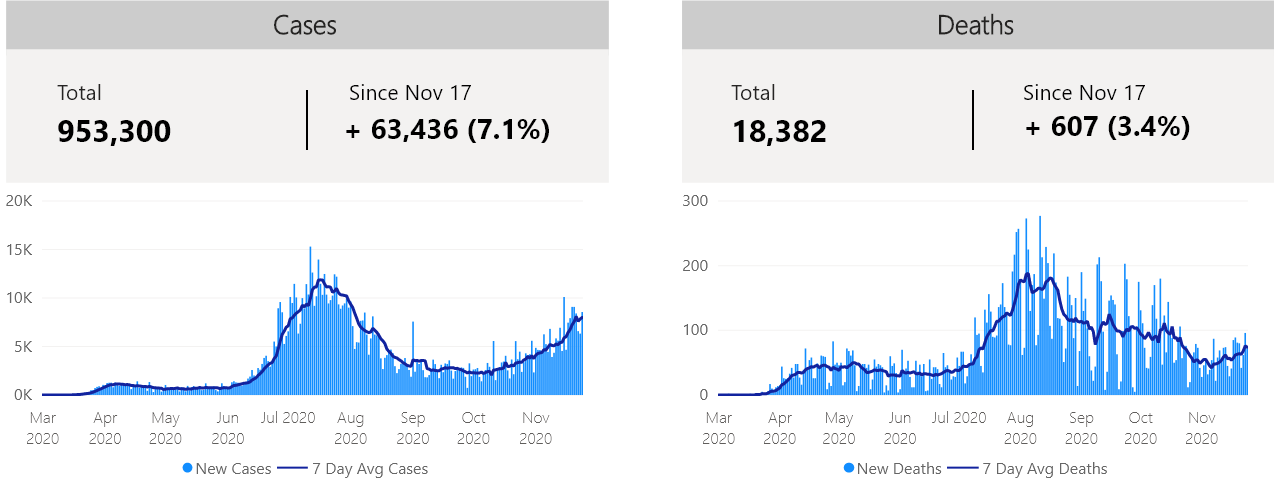 Cases
Total
Since Nov 17
953,300
+ 63,436 (7.1%)
20K
15K
10K
5K
0K
Mar 2020
Apr 2020
May 2020
Jun 2020
Jul 2020
Aug 2020
Sep 2020
Oct 2020
Nov 2020
New Cases
7 Day Avg Cases
Deaths
Total
Since Nov 17
18,382
+ 607 (3.4%)
300
200
100
0
Mar 2020
Apr 2020
May 2020
Jun 2020
Jul 2020
Aug 2020
Sep 2020
Oct 2020
Nov 2020
New Deaths
7 Day Avg Deaths